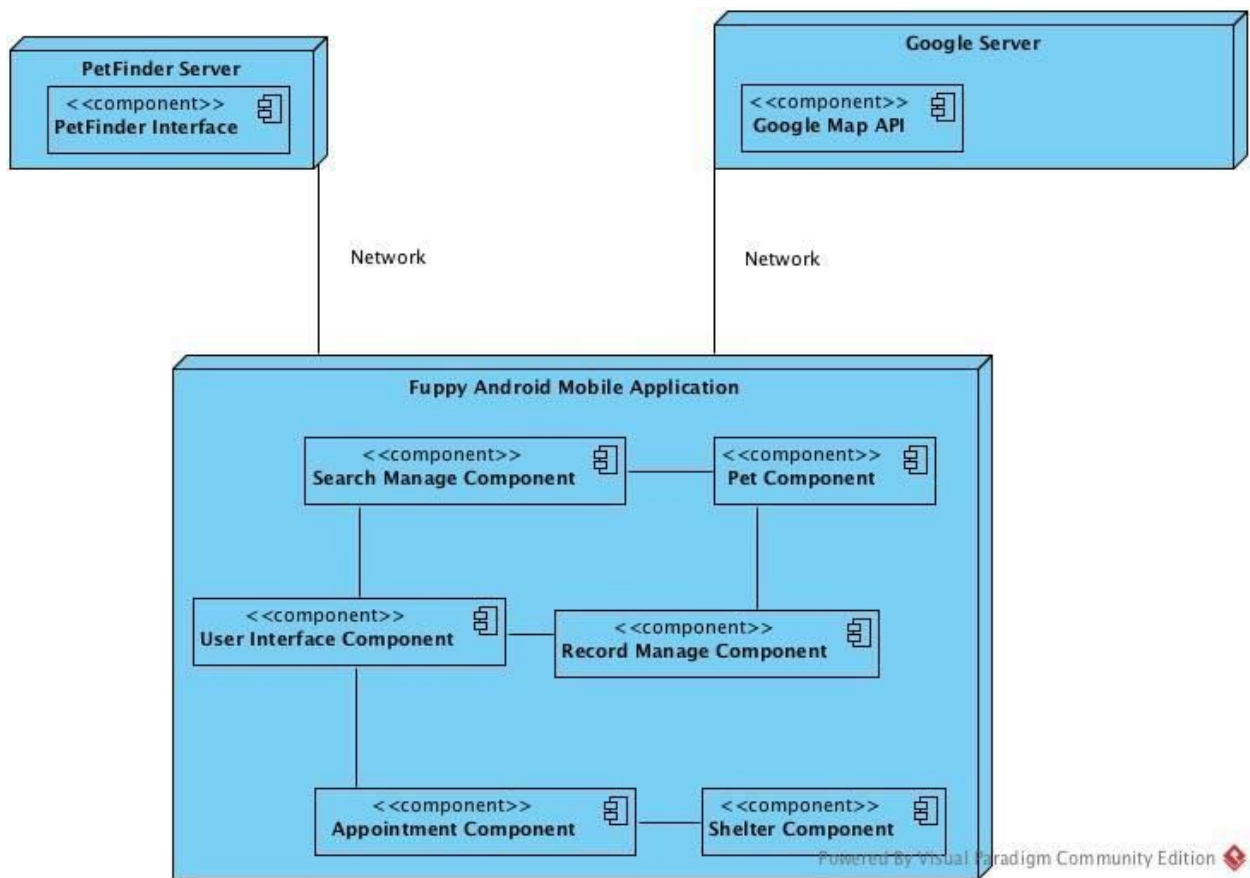 Google Server
PetFinder Server
<<component>>
PetFinder Interface
<<component>>
Google Map API
Network
Network
Fuppy Android Mobile Application
<<component>>
Search Manage Component
<<component>>
Pet Component
<<component>>
User Interface Component
<<component>>
Record Manage Component
<<component>>
Appointment Component
<<component>>
Shelter Component
Powered By Visual Paradigm Community Edition